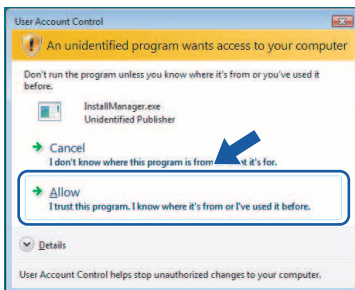 User Account Control
An unidentified program wants access to your computer
Don't run the program unless you know where it's from or you've used it
before.
InstallManager.exe
Unidentified Publisher
Cancel
I don't know where this program is from it's for.
Allow
I trust this program. I know where it's from or I've used it before.
Details
User Account Control helps stop unauthorized changes to your computer.